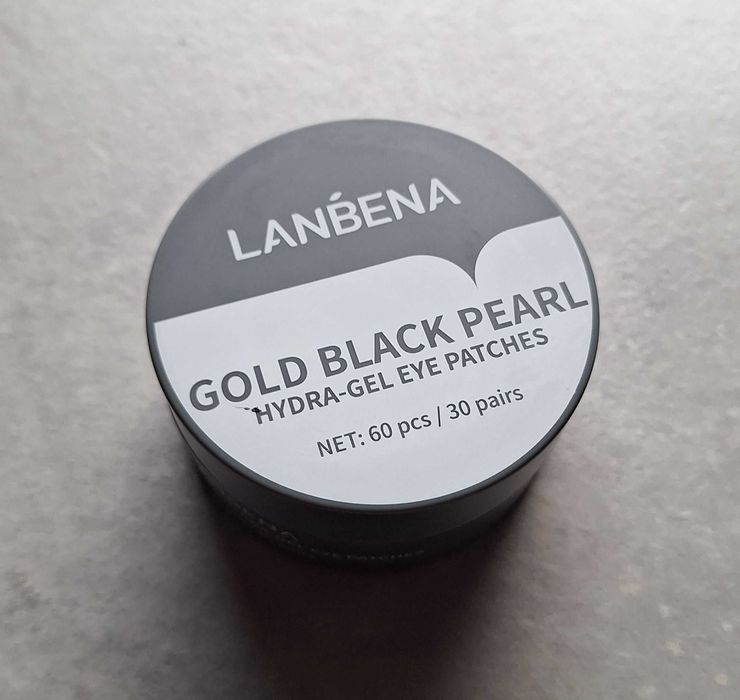 LANBENA
GOLD BLACK PEARL
HYDRA-GEL EYE PATCHES
NET: 60 pcs / 30 pairs